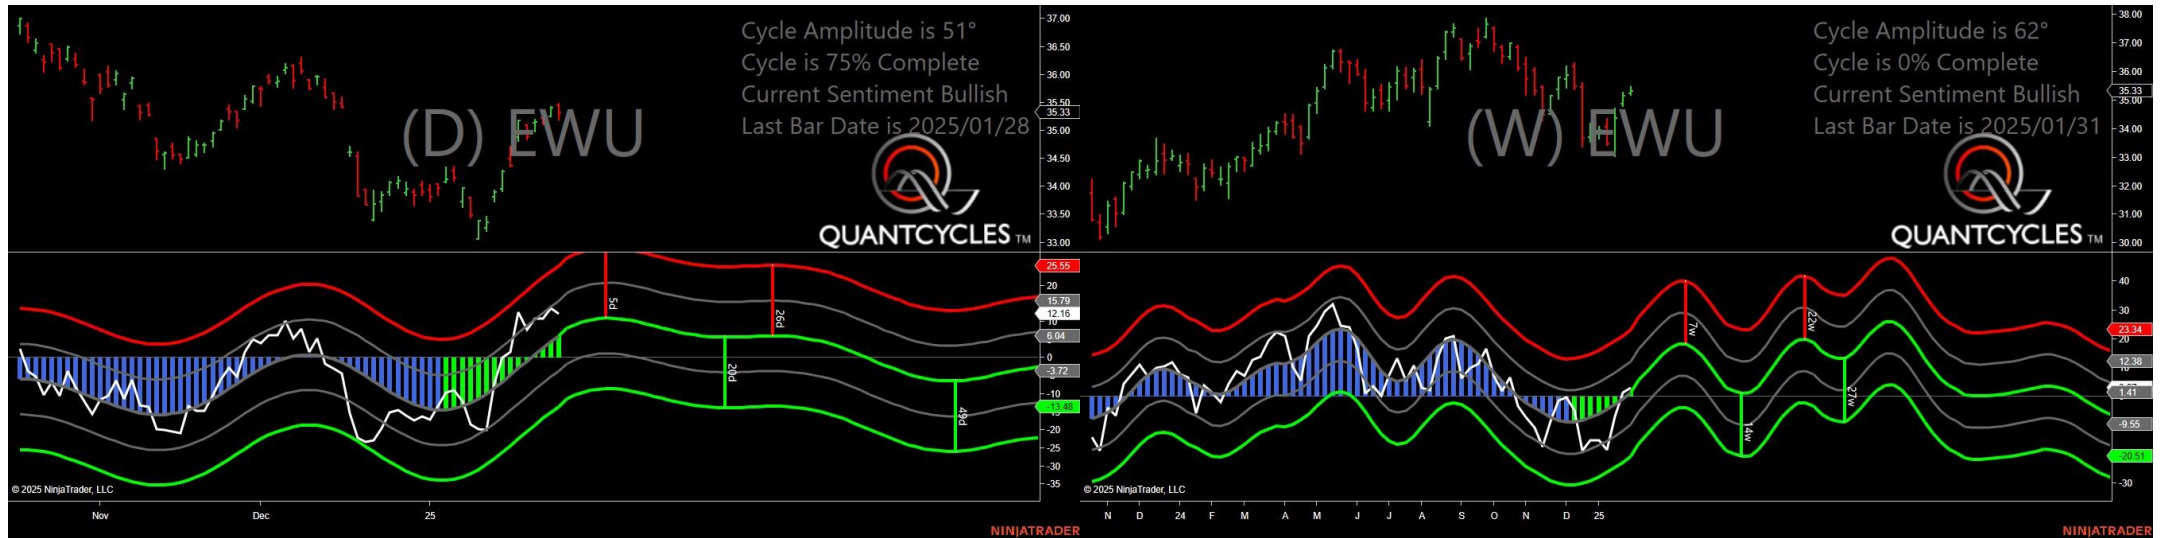 Cycle Amplitude is 51°
Cycle is 75% Complete
Current Sentiment Bullish
Last Bar Date is 2025/01/28
(D) EWU
QUANTCYCLES TM
37.00
36.50
36.00
35.50
35.33
35.00
34.50
34.00
33.50
33.00
25.55
20
15.79
12.16
10
6.04
0
-3.72
-10
-13.48
-20
-25
-30
-35
5d
26d
20d
49d
© 2025 NinjaTrader, LLC
Nov
Dec
25
NINJATRADER
Cycle Amplitude is 62°
Cycle is 0% Complete
Current Sentiment Bullish
Last Bar Date is 2025/01/31
(W) EWU
QUANTCYCLES TM
38.00
37.00
36.00
35.33
35.00
34.00
33.00
32.00
31.00
30.00
40
30
23.34
20
12.38
1.41
-9.55
-20.51
-30
7w
22w
14w
27w
© 2025 NinjaTrader, LLC
N D 24 F M A M J J A S O N D 25
NINJATRADER